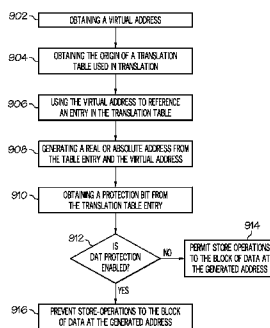 902
OBTAINING A VIRTUAL ADDRESS
904
OBTAINING THE ORIGIN OF A TRANSLATION
TABLE USED IN TRANSLATION
906
USING THE VIRTUAL ADDRESS TO REFERENCE
AN ENTRY IN THE TRANSLATION TABLE
908
GENERATING A REAL OR ABSOLUTE ADDRESS FROM
THE TABLE ENTRY AND THE VIRTUAL ADDRESS
910
OBTAINING A PROTECTION BIT FROM
THE TRANSLATION TABLE ENTRY
912
IS
DAT PROTECTION
ENABLED?
NO
914
PERMIT STORE OPERATIONS
TO THE BLOCK OF DATA AT
THE GENERATED ADDRESS
YES
916
PREVENT STORE-OPERATIONS TO THE BLOCK
OF DATA AT THE GENERATED ADDRESS